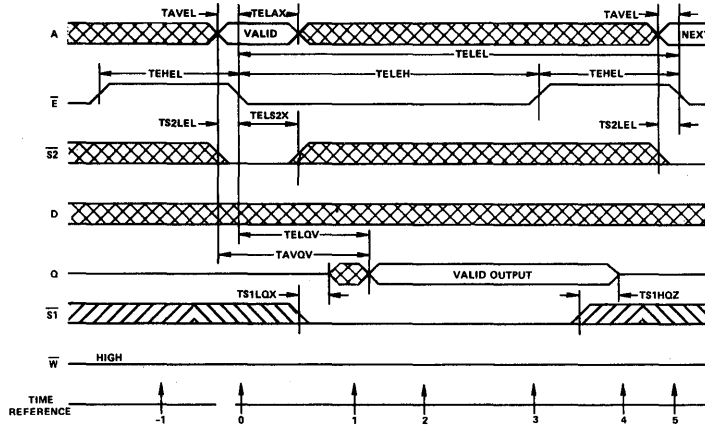 TAVEL TELAX TAVEL
A VALID NEXT
TELEL
TEHEL TELEH TEHEL
E
TS2LEL TELS2X TS2LEL
S2
D
TELQV
TAVQV
Q VALID OUTPUT
TS1LQX TS1HQZ
S1
W HIGH
TIME
REFERENCE
-1 0 1 2 3 4 5